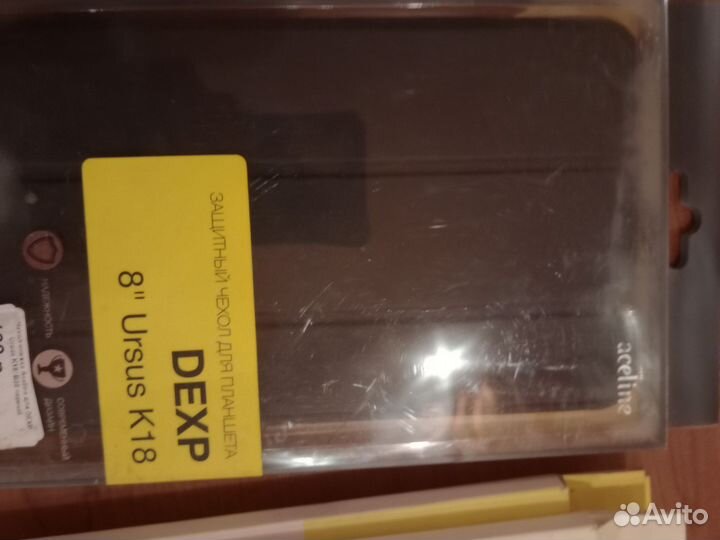 ЗАЩИТНЫЙ ЧЕХОЛ ДЛЯ ПЛАНШЕТА
DEXP
8" Ursus K18
НАДЕЖНОСТЬ
СОВРЕМЕННЫЙ
ДИЗАЙН
aceline
Avito